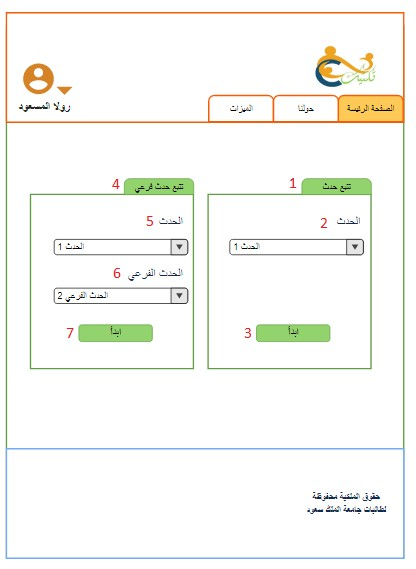 رولا المسعود
الصفحة الرئيسة
حولنا
الميزات
1 تتبع حدث
2 الحدث
الحدث 1
3 ابدأ
4 تتبع حدث فرعي
5 الحدث
الحدث 1
6 الحدث الفرعي
الحدث الفرعي 2
7 ابدأ
حقوق الملكية محفوظة
لطالبات جامعة الملك سعود